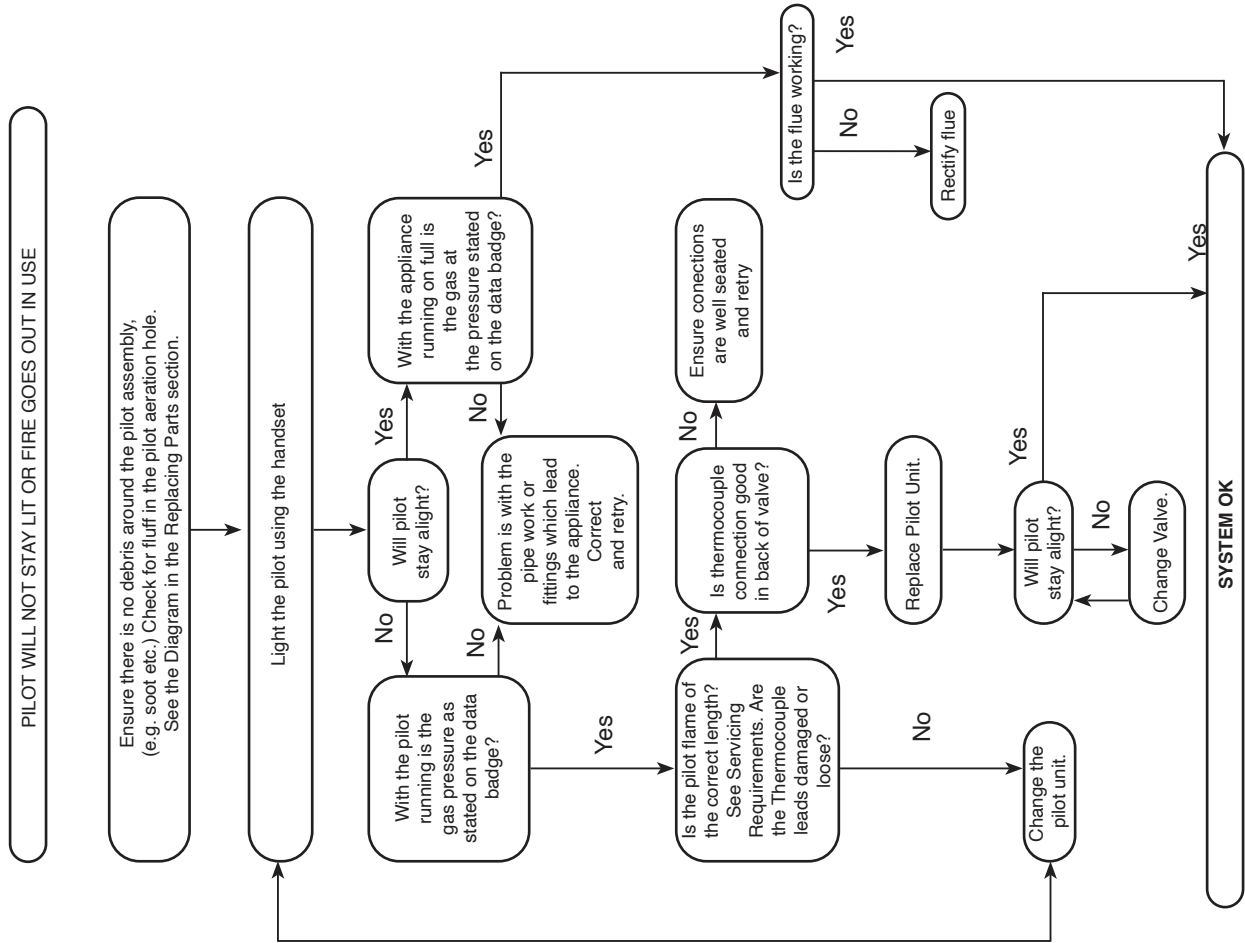 PILOT WILL NOT STAY LIT OR FIRE GOES OUT IN USE
Ensure there is no debris around the pilot assembly,
(e.g. soot etc.) Check for fluff in the pilot aeration hole.
See the Diagram in the Replacing Parts section.
Light the pilot using the handset
Will pilot
stay alight?
No
Yes
With the pilot
running is the
gas pressure as
stated on the data
badge?
No
Yes
Problem is with the
pipe work or
fittings which lead
to the appliance.
Correct
and retry.
With the appliance
running on full is
the gas at
the pressure stated
on the data badge?
No
Yes
Is the pilot flame of
the correct length?
See Servicing
Requirements. Are
the Thermocouple
leads damaged or
loose?
Yes
No
Is thermocouple
connection good
in back of valve?
No
Yes
Ensure conections
are well seated
and retry
Is the flue working?
No
Yes
Rectify flue
Replace Pilot Unit.
Change the
pilot unit.
Will pilot
stay alight?
Yes
No
Change Valve.
Yes
SYSTEM OK